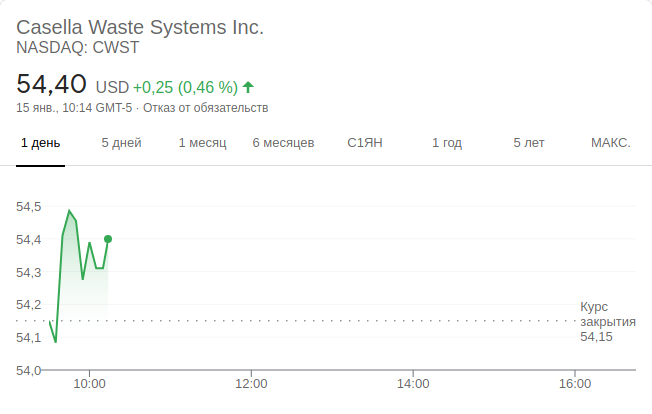 Casella Waste Systems Inc.
NASDAQ: CWST
54,40 USD +0,25 (0,46 %)
15 янв., 10:14 GMT-5 · Отказ от обязательств
1 день 5 дней 1 месяц 6 месяцев С1ЯН 1 год 5 лет МАКС.
54,5
54,4
54,3
54,2
54,1
54,0
Курс
закрытия
54,15
10:00 12:00 14:00 16:00